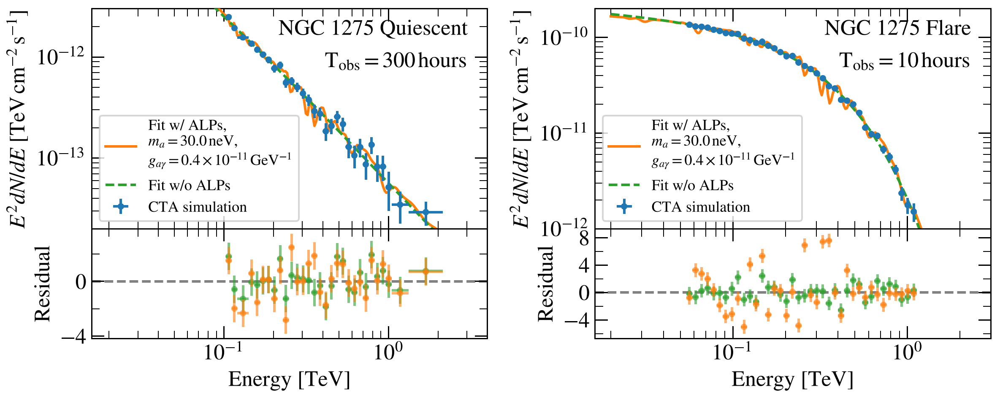 NGC 1275 Quiescent
T_obs = 300 hours
10^−12
10^−13
E^2 dN/dE [TeV cm^−2 s^−1]
Fit w/ ALPs,
m_a = 30.0 neV,
g_aγ = 0.4 × 10^−11 GeV^−1
Fit w/o ALPs
CTA simulation
Residual
0
−4
10^−1
10^0
Energy [TeV]
NGC 1275 Flare
T_obs = 10 hours
10^−10
10^−11
10^−12
E^2 dN/dE [TeV cm^−2 s^−1]
Fit w/ ALPs,
m_a = 30.0 neV,
g_aγ = 0.4 × 10^−11 GeV^−1
Fit w/o ALPs
CTA simulation
Residual
8
4
0
−4
10^−1
10^0
Energy [TeV]